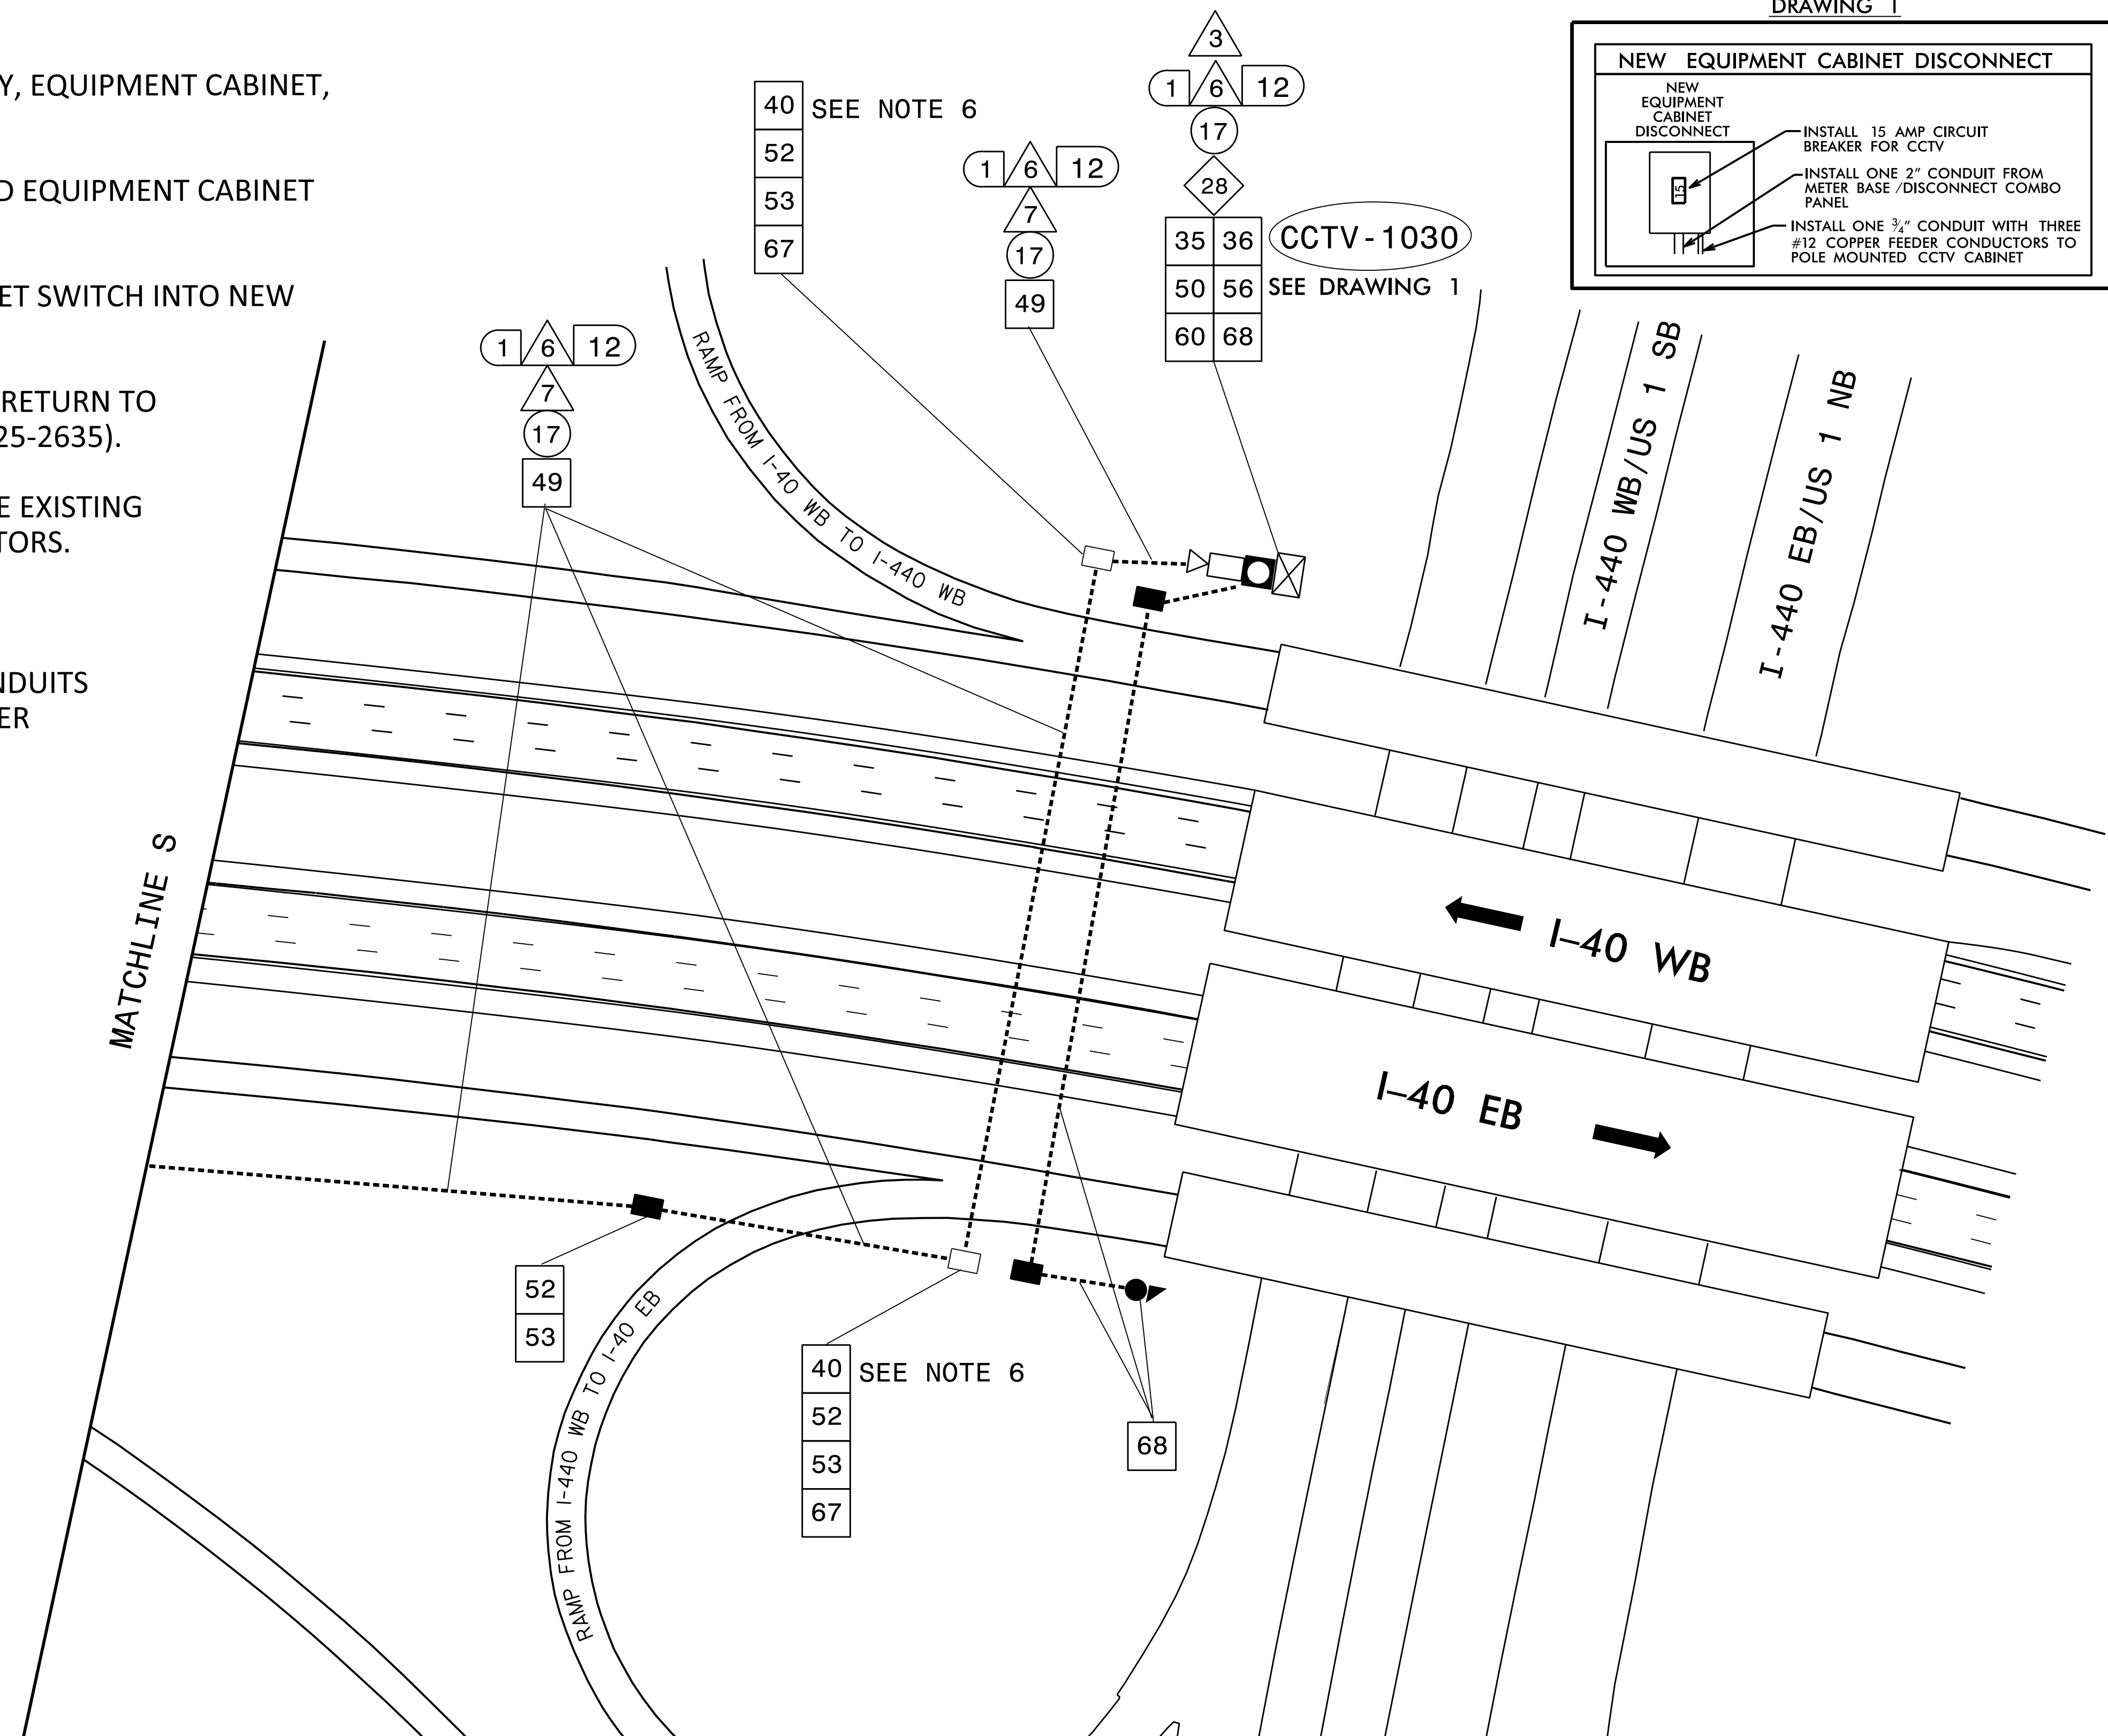 Y, EQUIPMENT CABINET,
D EQUIPMENT CABINET
ET SWITCH INTO NEW
RETURN TO
25-2635).
E EXISTING
TORS.
NDUITS
ER
DRAWING 1
NEW EQUIPMENT CABINET DISCONNECT
NEW
EQUIPMENT
CABINET
DISCONNECT
15
INSTALL 15 AMP CIRCUIT
BREAKER FOR CCTV
INSTALL ONE 2" CONDUIT FROM
METER BASE /DISCONNECT COMBO
PANEL
INSTALL ONE ¾" CONDUIT WITH THREE
#12 COPPER FEEDER CONDUCTORS TO
POLE MOUNTED CCTV CABINET
3
1 6 12
17
28
35 36
50 56
60 68
CCTV-1030
SEE DRAWING 1
40 SEE NOTE 6
52
53
67
1 6 12
7
17
49
1 6 12
7
17
49
RAMP FROM I-40 WB TO I-440 WB
I-440 WB/US 1 SB
I-440 EB/US 1 NB
MATCHLINE S
I-40 WB
I-40 EB
52
53
RAMP FROM I-440 WB TO I-40 EB
40 SEE NOTE 6
52
53
67
68